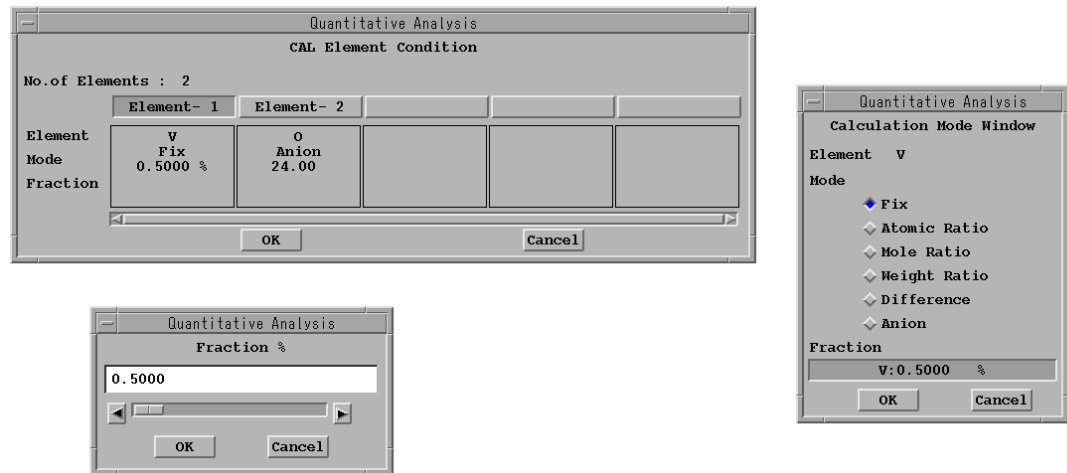 Quantitative Analysis
CAL Element Condition
No.of Elements : 2
Element- 1 Element- 2
Element V O
Mode Fix Anion
Fraction 0.5000 % 24.00
OK Cancel
Quantitative Analysis
Calculation Mode Window
Element V
Mode
Fix
Atomic Ratio
Mole Ratio
Weight Ratio
Difference
Anion
Fraction
V:0.5000 %
OK Cancel
Quantitative Analysis
Fraction %
0.5000
OK Cancel